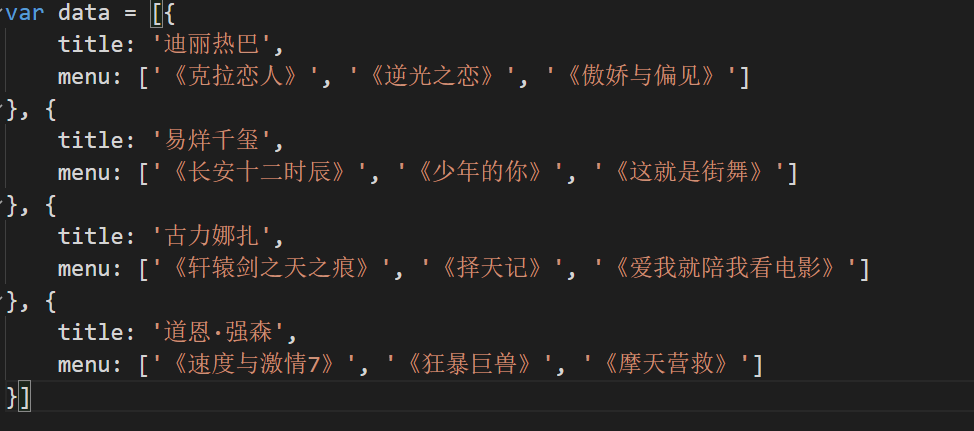 var data = [{
    title: '迪丽热巴',
    menu: ['《克拉恋人》', '《逆光之恋》', '《傲娇与偏见》']
}, {
    title: '易烊千玺',
    menu: ['《长安十二时辰》', '《少年的你》', '《这就是街舞》']
}, {
    title: '古力娜扎',
    menu: ['《轩辕剑之天之痕》', '《择天记》', '《爱我就陪我看电影》']
}, {
    title: '道恩·强森',
    menu: ['《速度与激情7》', '《狂暴巨兽》', '《摩天营救》']
}]